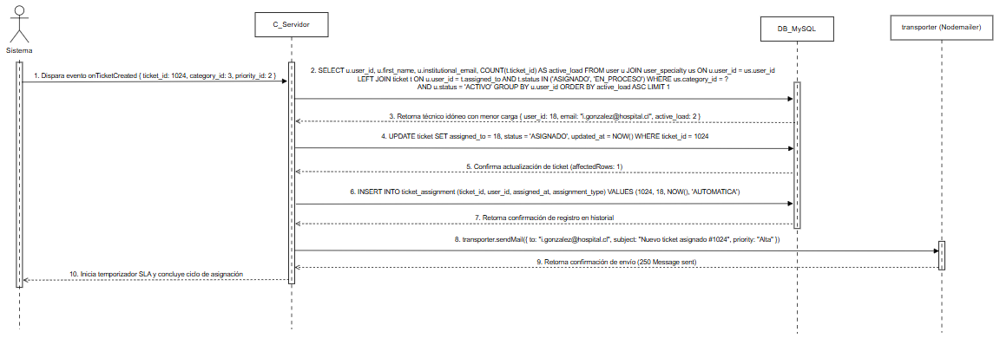 Sistema
C_Servidor
DB_MySQL
transporter (Nodemailer)
1. Dispara evento onTicketCreated { ticket_id: 1024, category_id: 3, priority_id: 2 }
2. SELECT u.user_id, u.first_name, u.institutional_email, COUNT(t.ticket_id) AS active_load FROM user u JOIN user_specialty us ON u.user_id = us.user_id
LEFT JOIN ticket t ON u.user_id = t.assigned_to AND t.status IN ('ASIGNADO', 'EN_PROCESO') WHERE us.category_id = ?
AND u.status = 'ACTIVO' GROUP BY u.user_id ORDER BY active_load ASC LIMIT 1
3. Retorna técnico idóneo con menor carga { user_id: 18, email: "i.gonzalez@hospital.cl", active_load: 2 }
4. UPDATE ticket SET assigned_to = 18, status = 'ASIGNADO', updated_at = NOW() WHERE ticket_id = 1024
5. Confirma actualización de ticket (affectedRows: 1)
6. INSERT INTO ticket_assignment (ticket_id, user_id, assigned_at, assignment_type) VALUES (1024, 18, NOW(), 'AUTOMATICA')
7. Retorna confirmación de registro en historial
8. transporter.sendMail({ to: "i.gonzalez@hospital.cl", subject: "Nuevo ticket asignado #1024", priority: "Alta" })
9. Retorna confirmación de envío (250 Message sent)
10. Inicia temporizador SLA y concluye ciclo de asignación